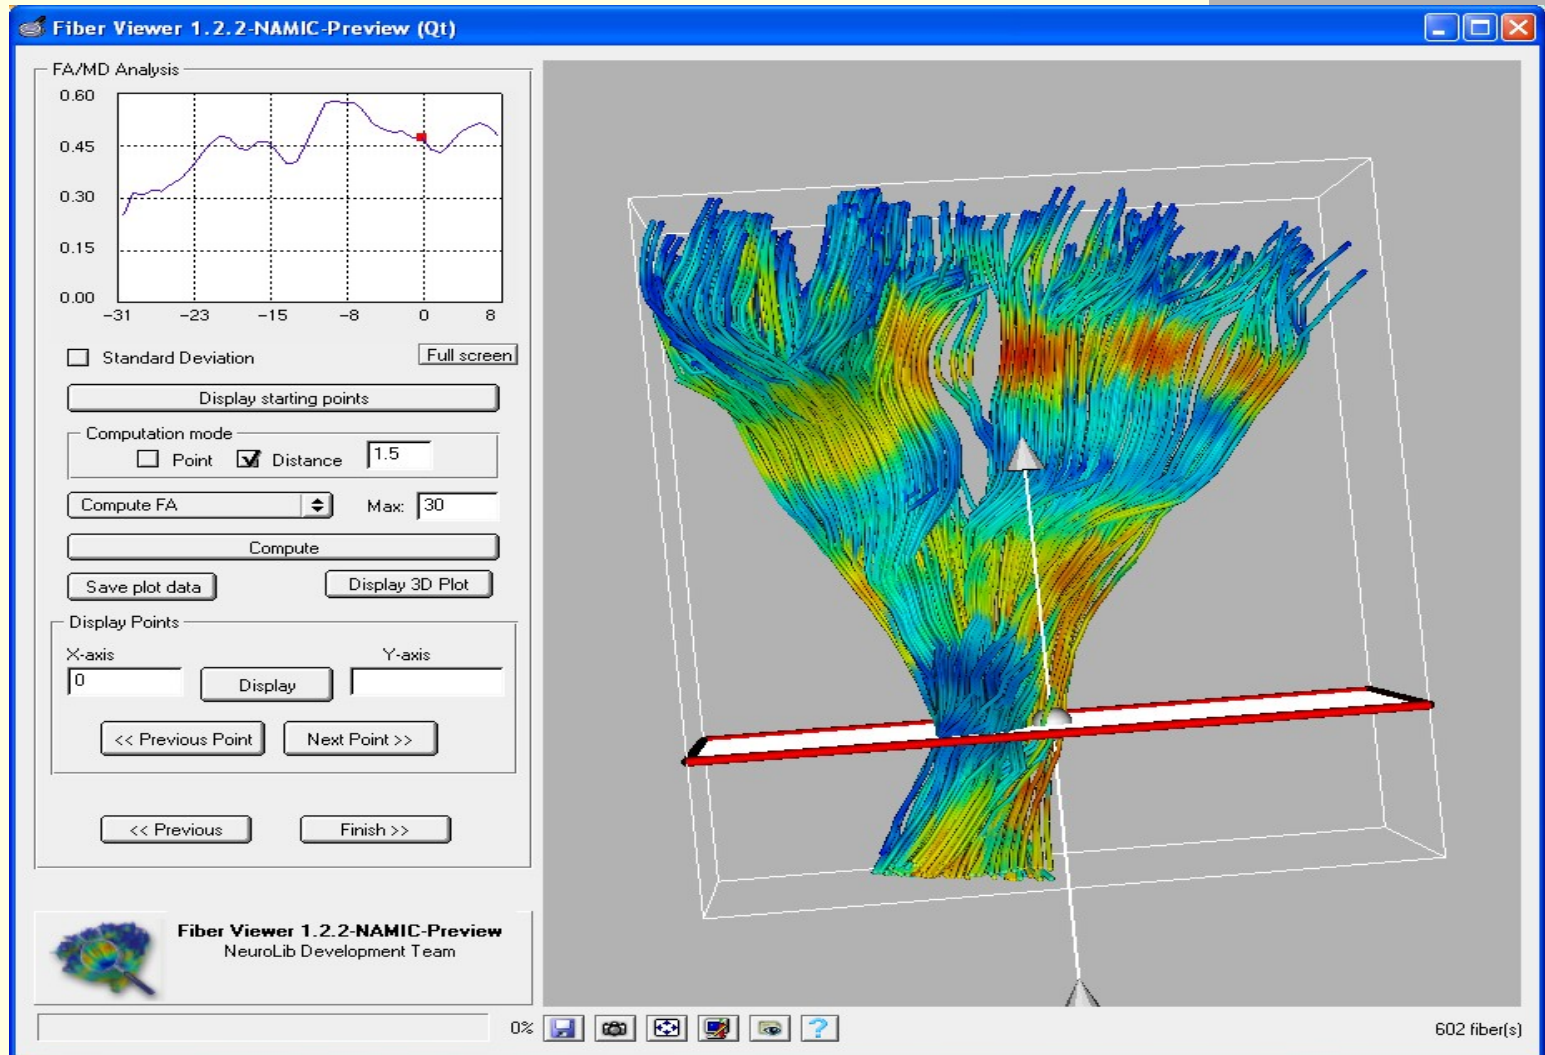 Fiber Viewer 1.2.2-NAMIC-Preview (Qt)
FA/MD Analysis
0.60
0.45
0.30
0.15
0.00
−31 −23 −15 −8 0 8
Standard Deviation
Full screen
Display starting points
Computation mode
Point Distance 1.5
Compute FA Max: 30
Compute
Save plot data Display 3D Plot
Display Points
X-axis Y-axis
0 Display
<< Previous Point Next Point >>
<< Previous Finish >>
Fiber Viewer 1.2.2-NAMIC-Preview
NeuroLib Development Team
0% ? 602 fiber(s)